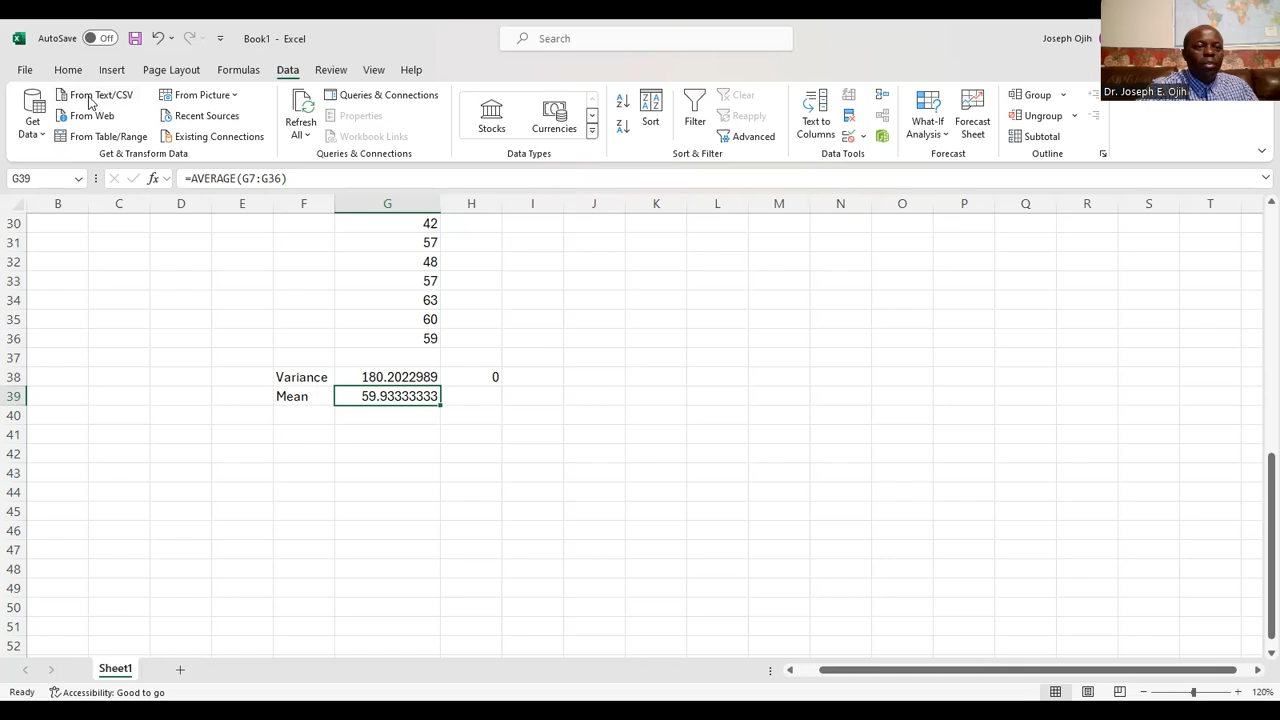 AutoSave Off Book1 - Excel Search Joseph Ojih
File Home Insert Page Layout Formulas Data Review View Help
Get Data From Text/CSV From Web From Table/Range From Picture Recent Sources Existing Connections
Get & Transform Data
Refresh All Queries & Connections Properties Workbook Links
Queries & Connections
Stocks Currencies
Data Types
Sort Filter Clear Reapply Advanced
Sort & Filter
Text to Columns
Data Tools
What-If Analysis Forecast Sheet
Forecast
Group Ungroup Subtotal
Outline
Dr. Joseph E. Ojih
G39 fx =AVERAGE(G7:G36)
B C D E F G H I J K L M N O P Q R S T
30 42
31 57
32 48
33 57
34 63
35 60
36 59
37
38 Variance 180.2022989 0
39 Mean 59.93333333
40
41
42
43
44
45
46
47
48
49
50
51
52
Sheet1
Ready Accessibility: Good to go 120%